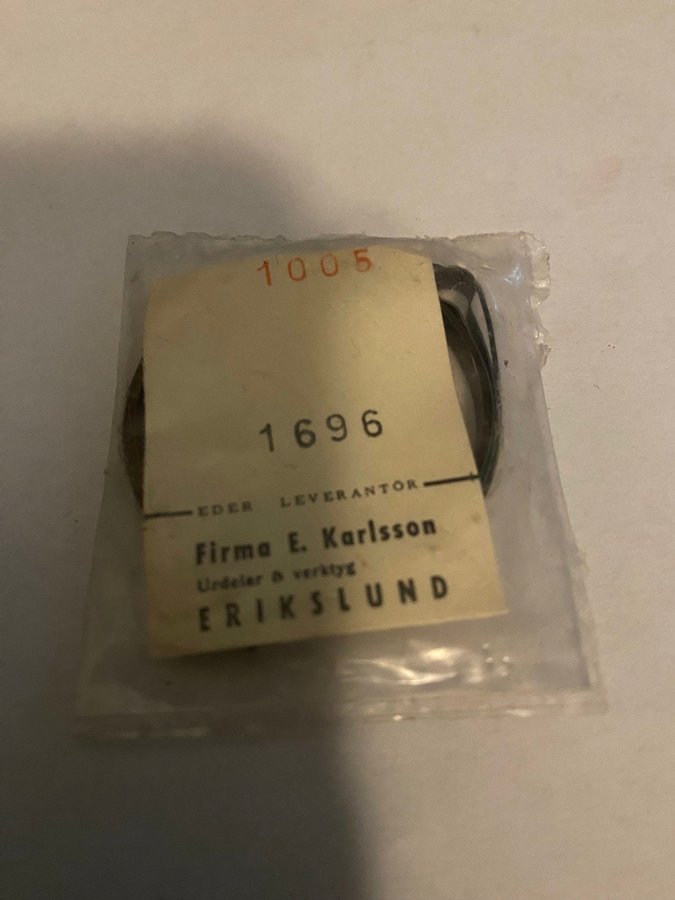 1005
1696
EDER LEVERANTÖR
Firma E. Karlsson
Urdelar & verktyg
ERIKSLUND